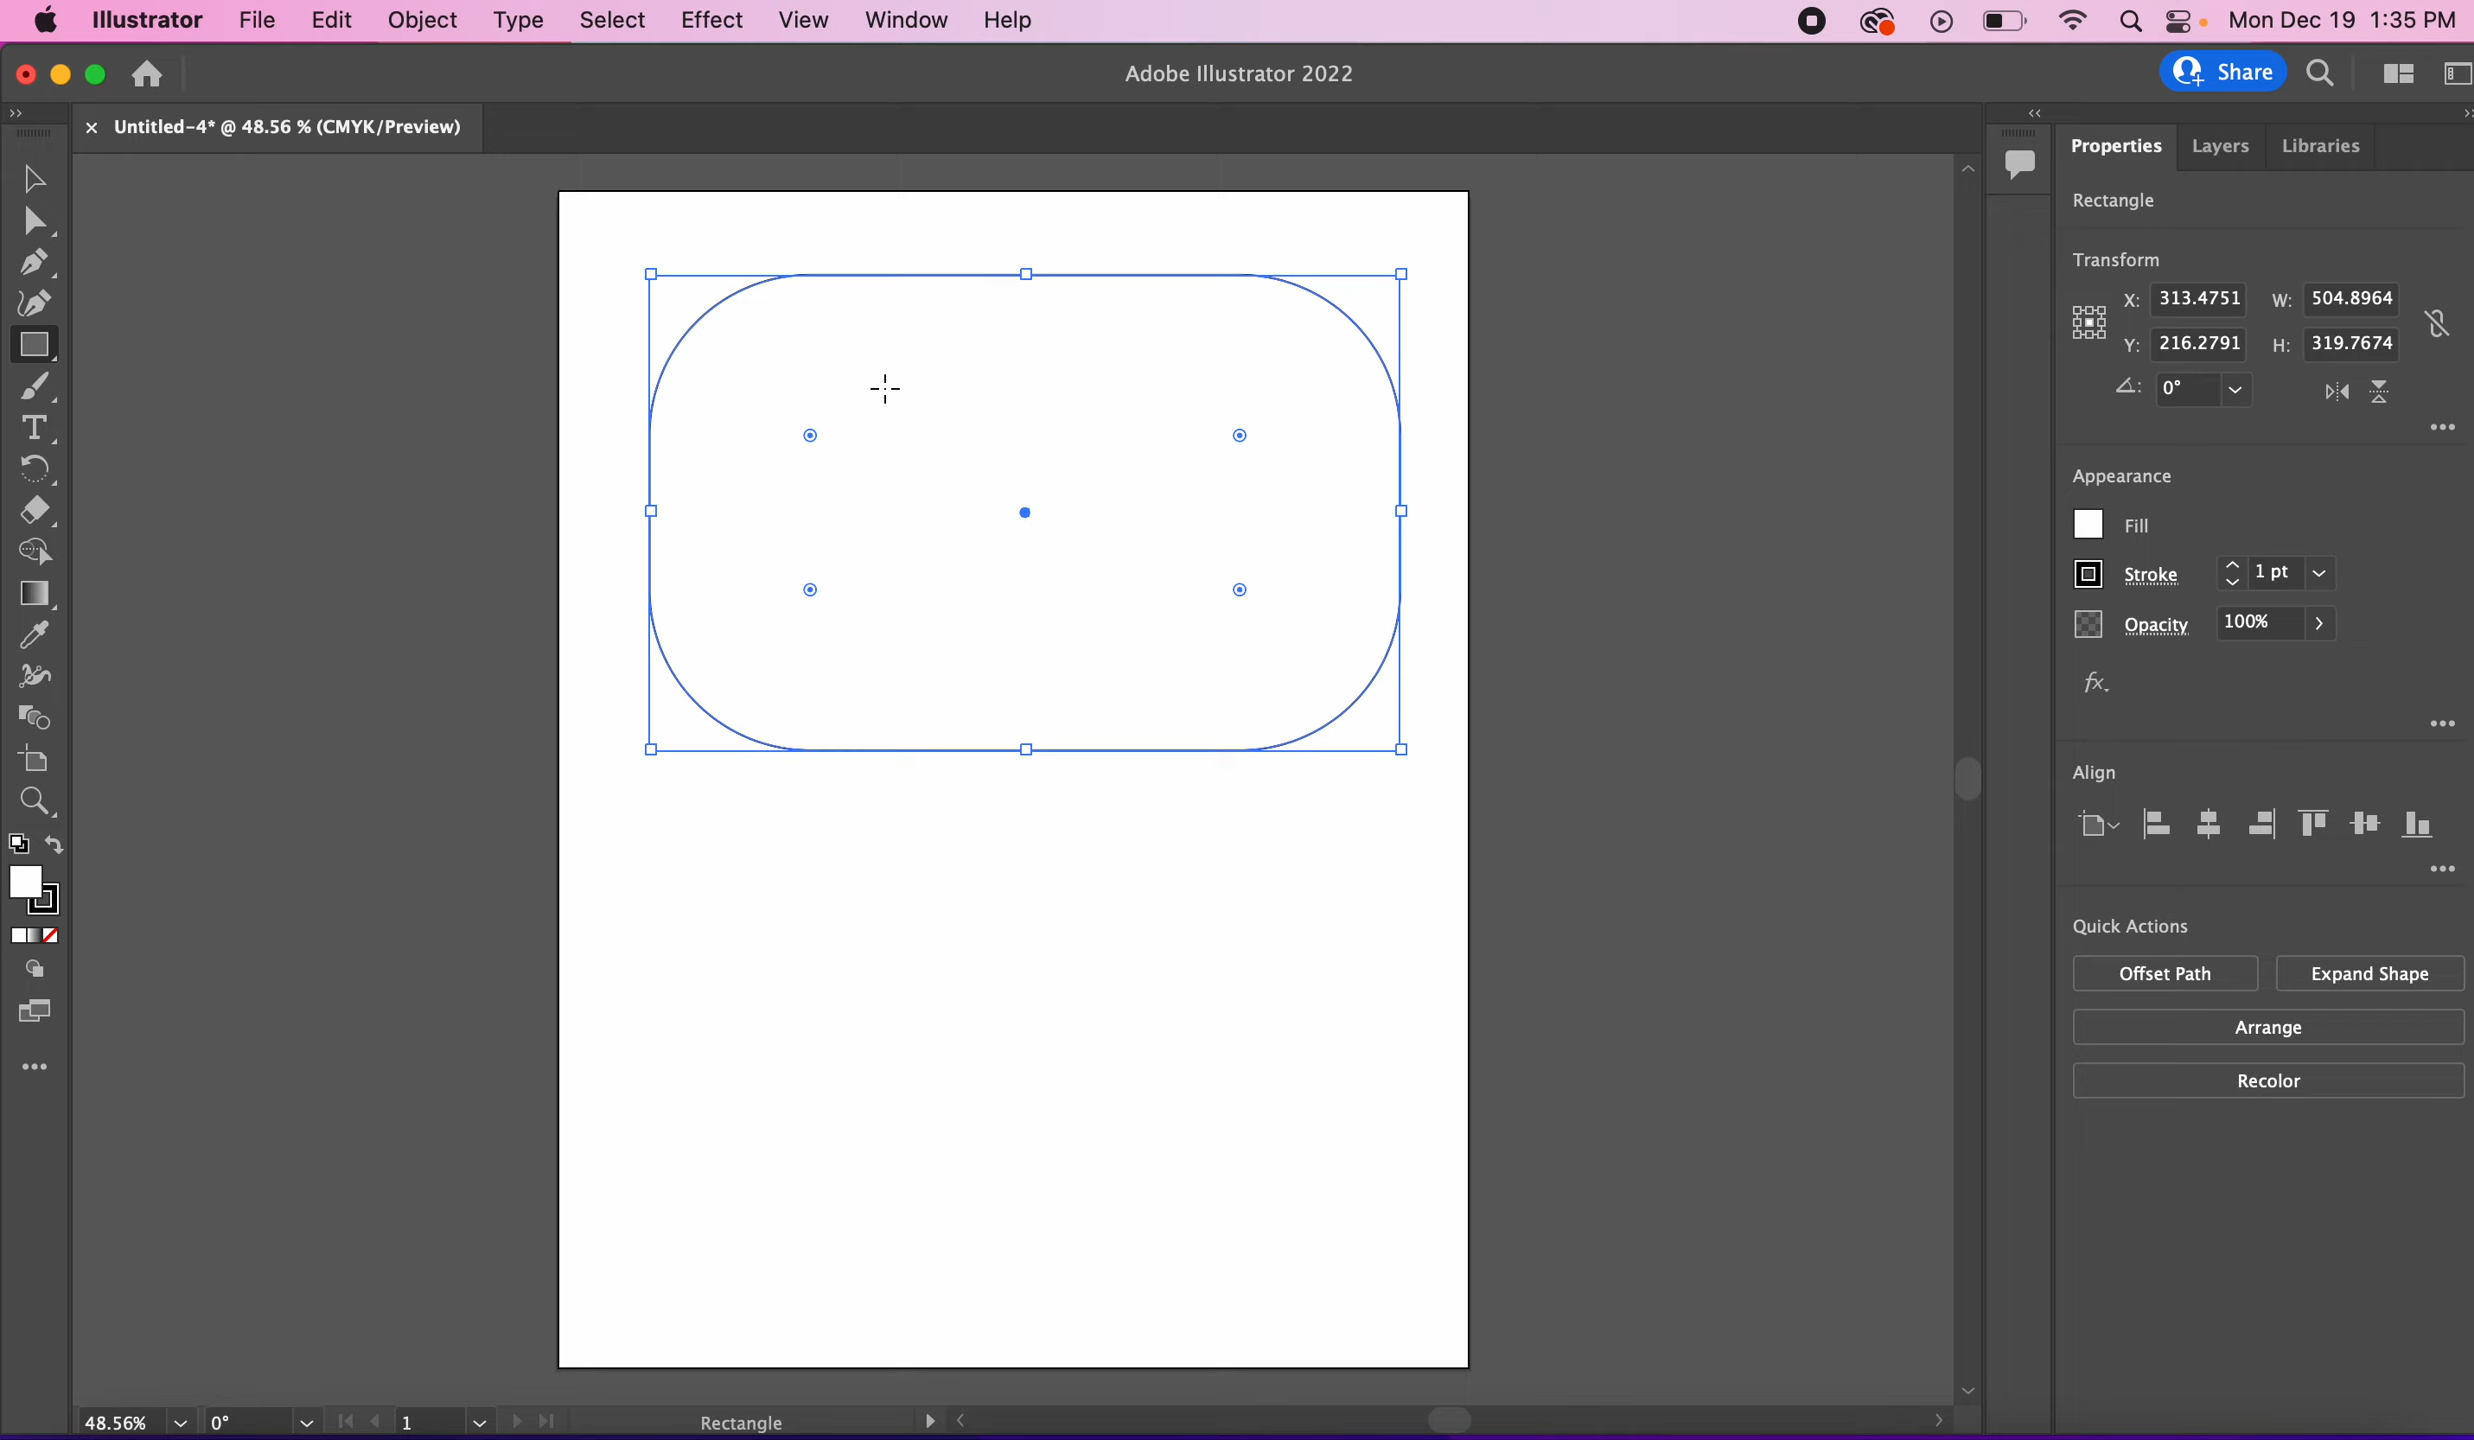 Illustrator File Edit Object Type Select Effect View Window Help Mon Dec 19 1:35 PM
Adobe Illustrator 2022 Share
× Untitled-4* @ 48.56 % (CMYK/Preview)
Properties Layers Libraries
Rectangle
Transform
X: 313.4751 W: 504.8964
Y: 216.2791 H: 319.7674
0°
Appearance
Fill
Stroke 1 pt
Opacity 100%
fx.
Align
Quick Actions
Offset Path Expand Shape
Arrange
Recolor
48.56% 0° 1 Rectangle